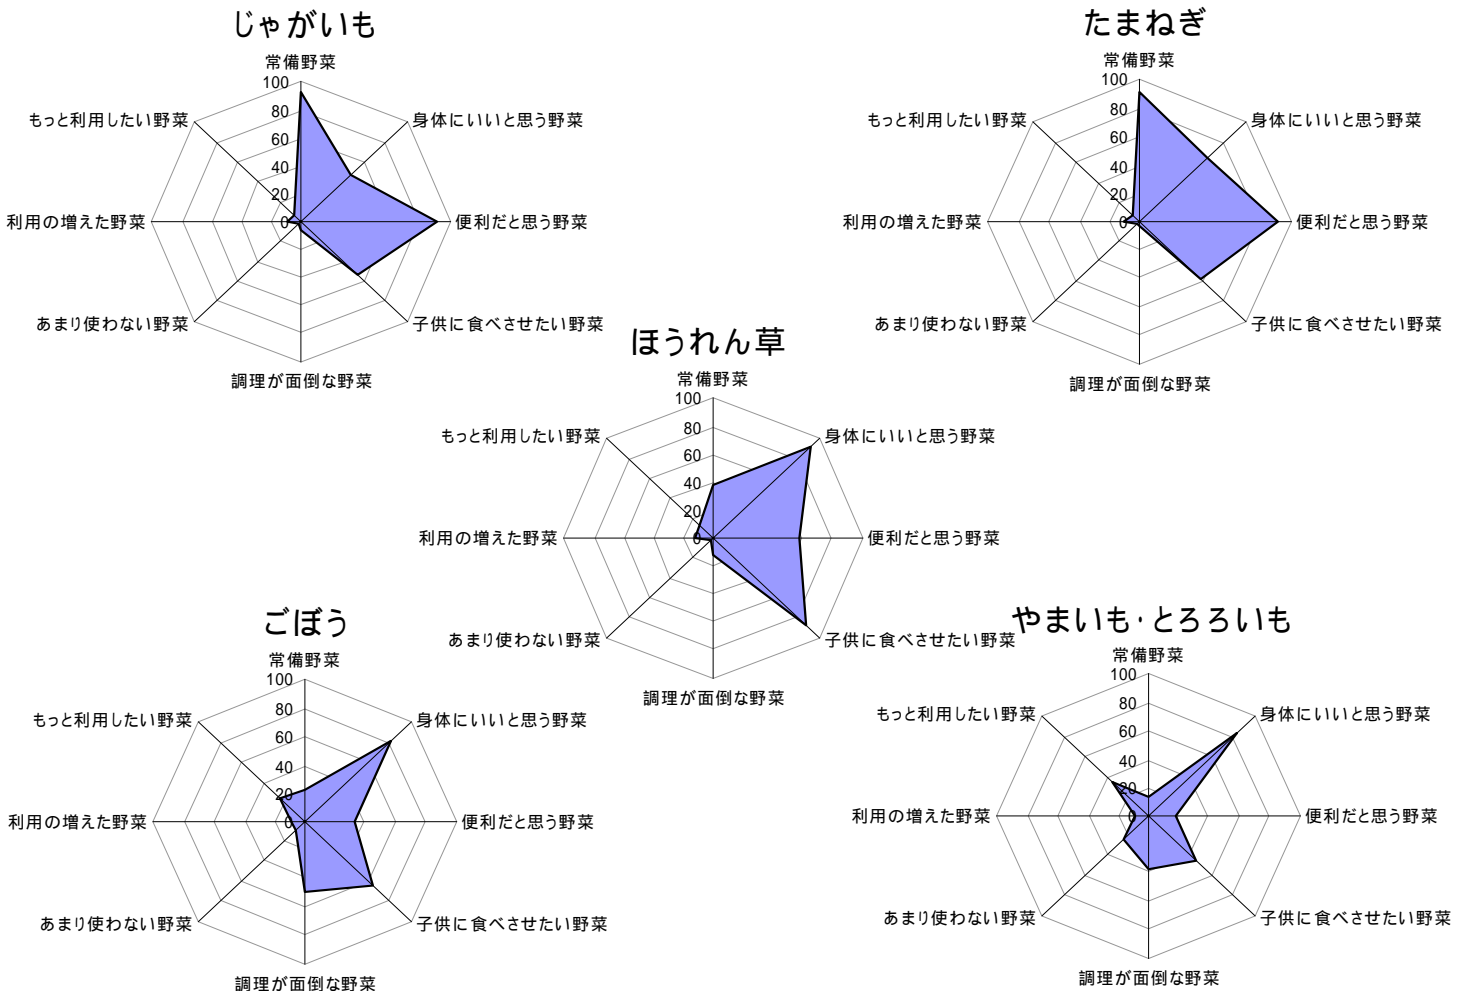 じゃがいも
常備野菜
100
80
60
40
20
0
身体にいいと思う野菜
便利だと思う野菜
子供に食べさせたい野菜
調理が面倒な野菜
あまり使わない野菜
利用の増えた野菜
もっと利用したい野菜
たまねぎ
常備野菜
100
80
60
40
20
0
身体にいいと思う野菜
便利だと思う野菜
子供に食べさせたい野菜
調理が面倒な野菜
あまり使わない野菜
利用の増えた野菜
もっと利用したい野菜
ほうれん草
常備野菜
100
80
60
40
20
0
身体にいいと思う野菜
便利だと思う野菜
子供に食べさせたい野菜
調理が面倒な野菜
あまり使わない野菜
利用の増えた野菜
もっと利用したい野菜
ごぼう
常備野菜
100
80
60
40
20
0
身体にいいと思う野菜
便利だと思う野菜
子供に食べさせたい野菜
調理が面倒な野菜
あまり使わない野菜
利用の増えた野菜
もっと利用したい野菜
やまいも・とろろいも
常備野菜
100
80
60
40
20
0
身体にいいと思う野菜
便利だと思う野菜
子供に食べさせたい野菜
調理が面倒な野菜
あまり使わない野菜
利用の増えた野菜
もっと利用したい野菜